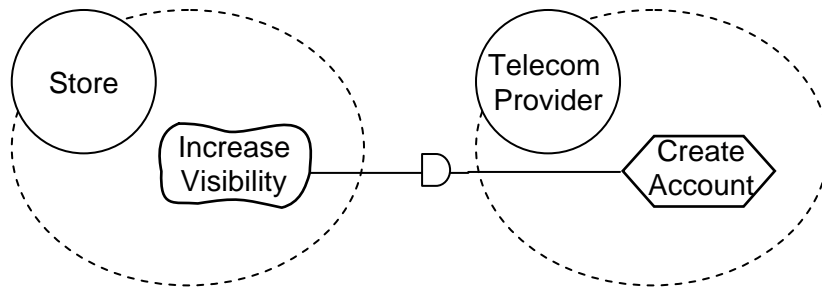 Store
Telecom
Provider
Increase
Visibility
Create
Account